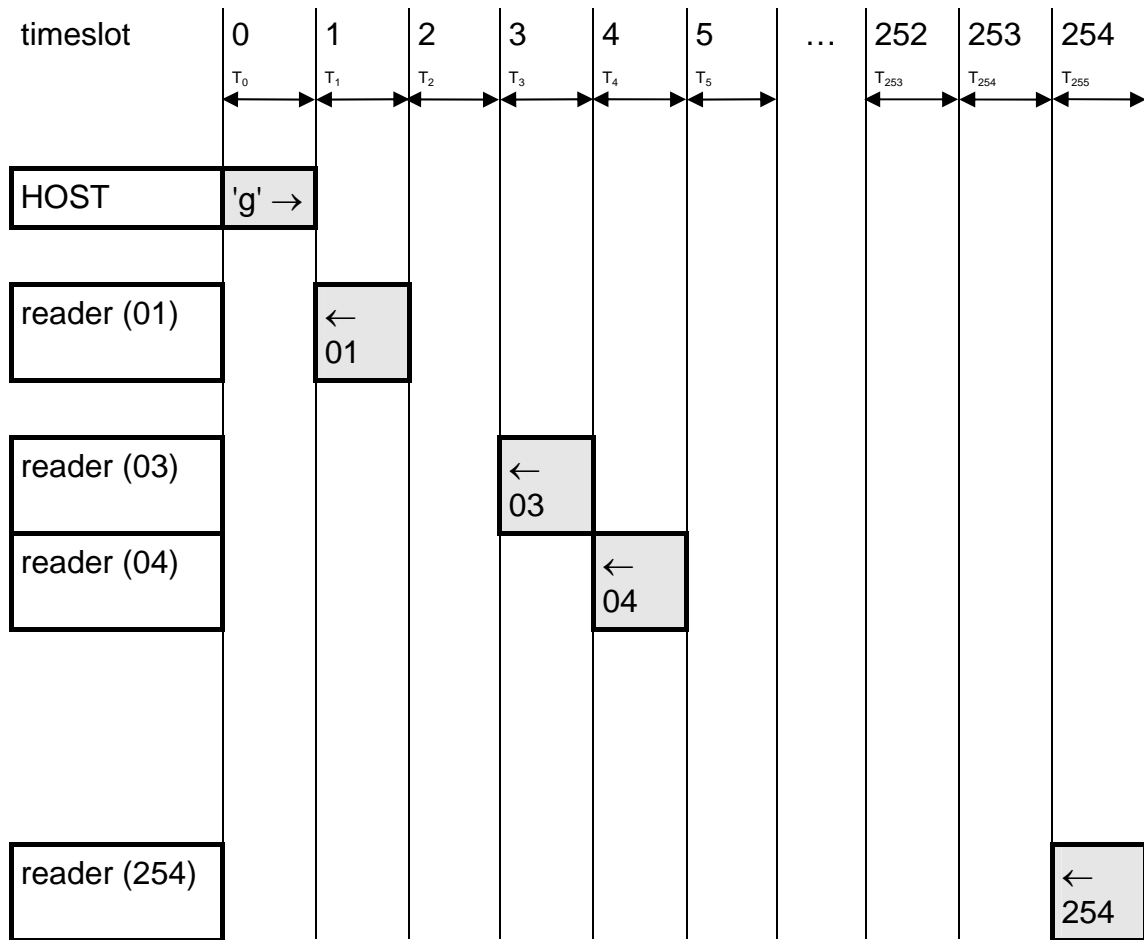 timeslot 0 1 2 3 4 5 … 252 253 254
T0 T1 T2 T3 T4 T5 T253 T254 T255
HOST 'g' →
reader (01) ←
01
reader (03) ←
03
reader (04) ←
04
reader (254) ←
254